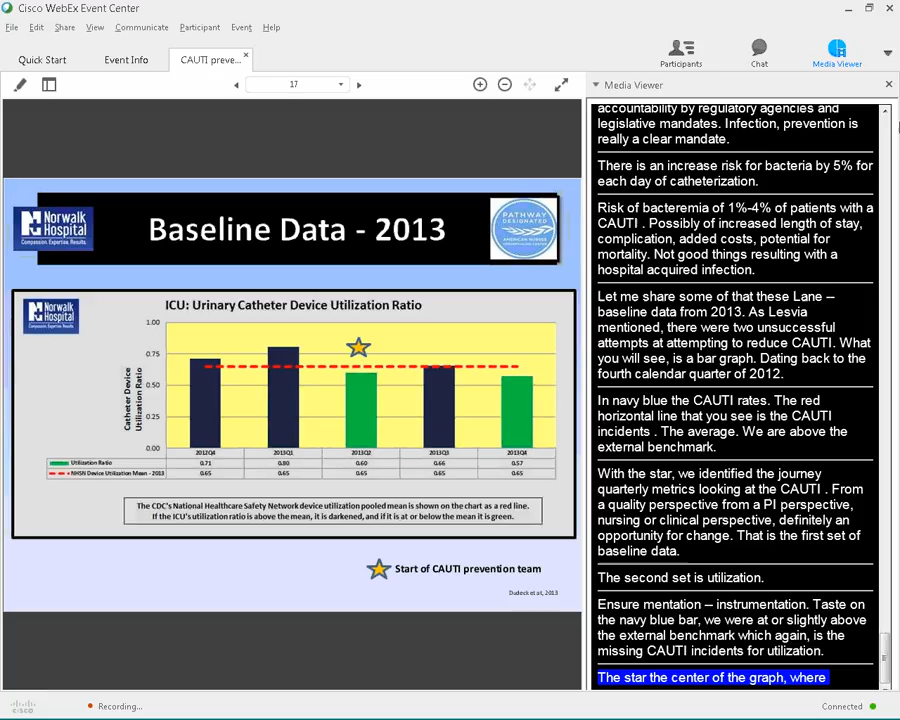 Cisco WebEx Event Center
File Edit Share View Communicate Participant Event Help
Quick Start
Event Info
CAUTI preve...
Participants
Chat
Media Viewer
17
Media Viewer
Norwalk
Hospital
Compassion. Expertise. Results.
Baseline Data - 2013
PATHWAY
DESIGNATED
AMERICAN NURSES
CREDENTIALING CENTER
Norwalk
Hospital
Compassion. Expertise. Results.
ICU: Urinary Catheter Device Utilization Ratio
Catheter Device
Utilization Ratio
1.00
0.75
0.50
0.25
0.00
2012Q4 2013Q1 2013Q2 2013Q3 2013Q4
Utilization Ratio 0.71 0.80 0.60 0.66 0.57
NHSN Device Utilization Mean - 2013 0.65 0.65 0.65 0.65 0.65
The CDC's National Healthcare Safety Network device utilization pooled mean is shown on the chart as a red line.
If the ICU's utilization ratio is above the mean, it is darkened, and if it is at or below the mean it is green.
Start of CAUTI prevention team
Dudeck et al, 2013
accountability by regulatory agencies and
legislative mandates. Infection, prevention is
really a clear mandate.
There is an increase risk for bacteria by 5% for
each day of catheterization.
Risk of bacteremia of 1%-4% of patients with a
CAUTI . Possibly of increased length of stay,
complication, added costs, potential for
mortality. Not good things resulting with a
hospital acquired infection.
Let me share some of that these Lane --
baseline data from 2013. As Lesvia
mentioned, there were two unsuccessful
attempts at attempting to reduce CAUTI. What
you will see, is a bar graph. Dating back to the
fourth calendar quarter of 2012.
In navy blue the CAUTI rates. The red
horizontal line that you see is the CAUTI
incidents . The average. We are above the
external benchmark.
With the star, we identified the journey
quarterly metrics looking at the CAUTI . From
a quality perspective from a PI perspective,
nursing or clinical perspective, definitely an
opportunity for change. That is the first set of
baseline data.
The second set is utilization.
Ensure mentation -- instrumentation. Taste on
the navy blue bar, we were at or slightly above
the external benchmark which again, is the
missing CAUTI incidents for utilization.
The star the center of the graph, where
cisco
Recording...
Connected